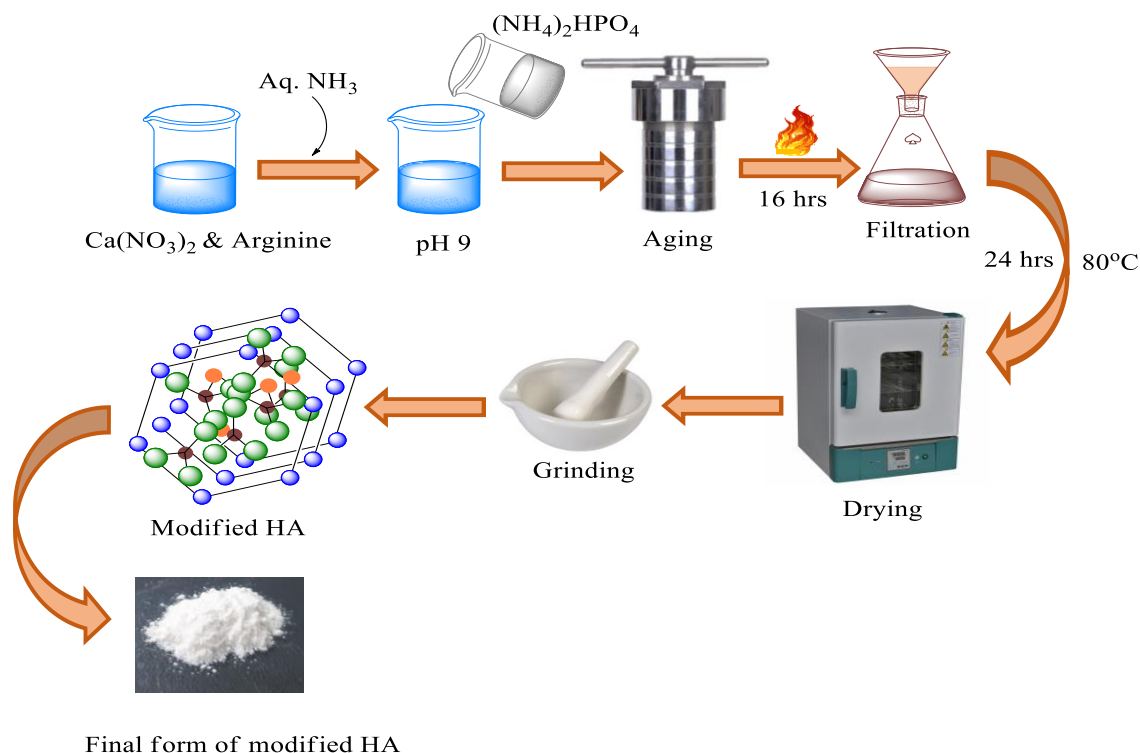 (NH₄)₂HPO₄
Aq. NH₃
Ca(NO₃)₂ & Arginine
pH 9
Aging
16 hrs
Filtration
24 hrs
80°C
Drying
Grinding
Modified HA
Final form of modified HA